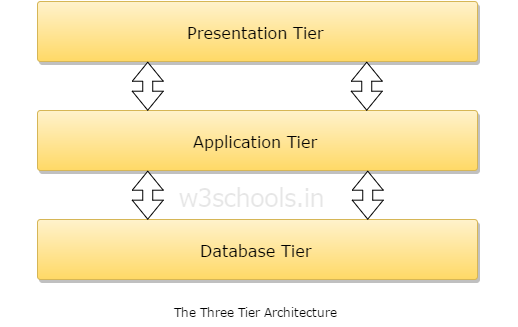 Presentation Tier
Application Tier
w3schools.in
Database Tier
The Three Tier Architecture